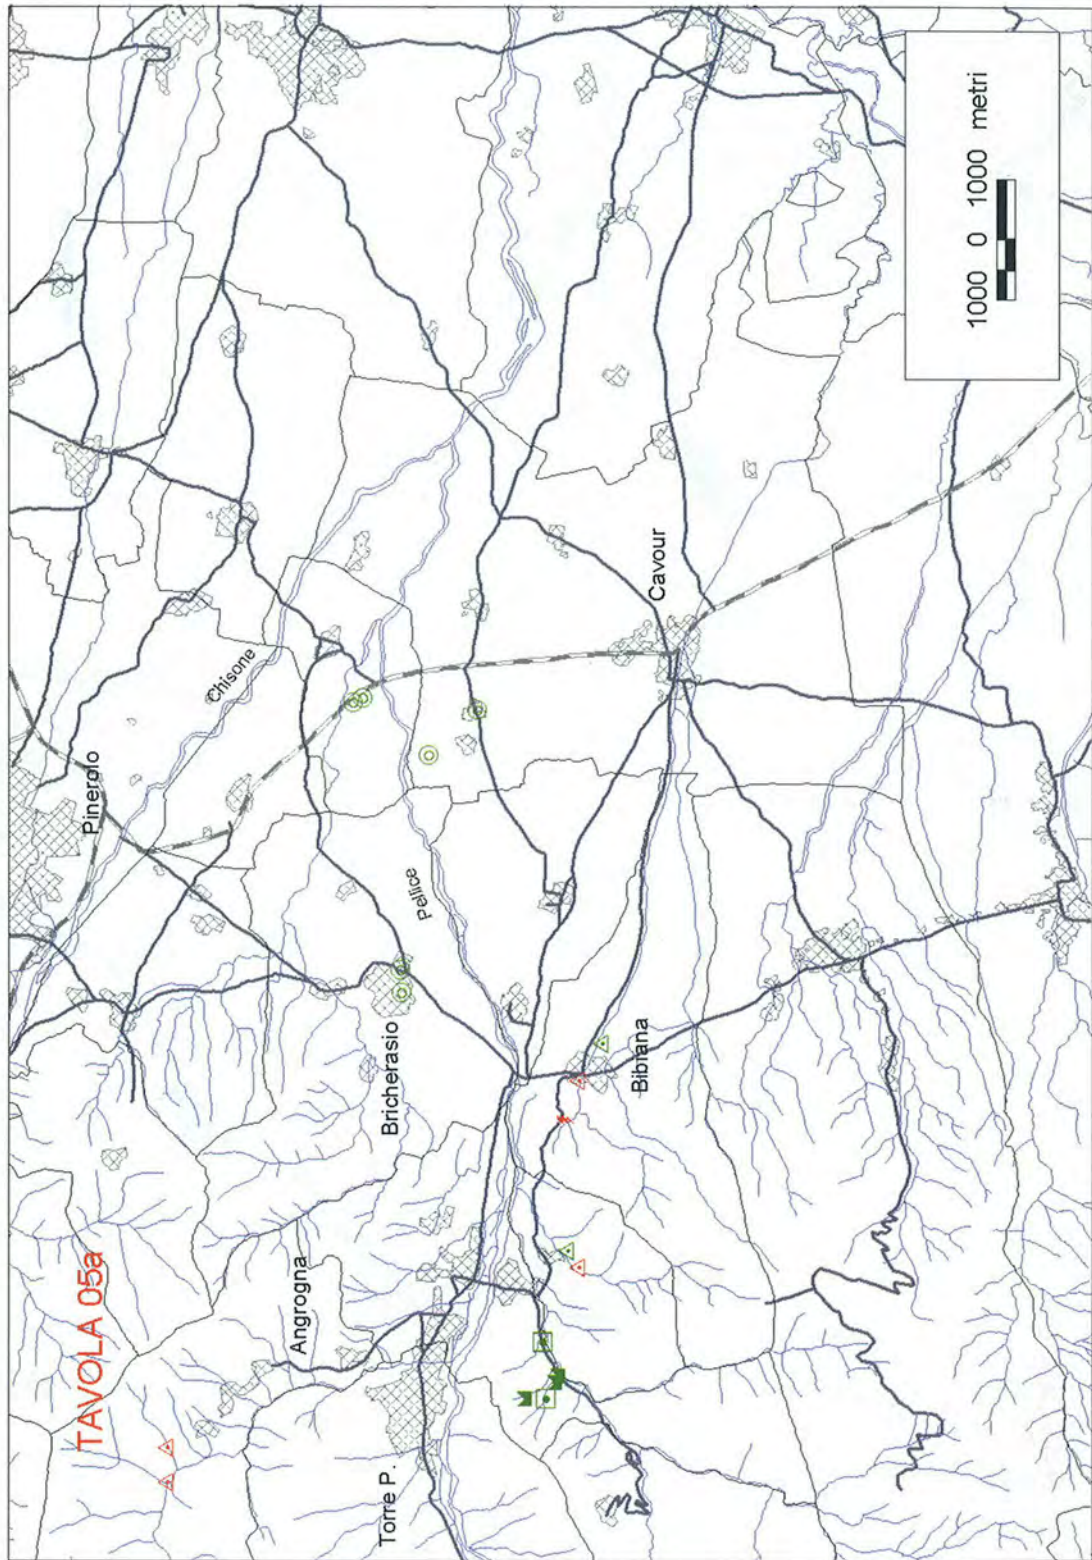 TAVOLA 05a
Pinerolo
Chisone
Angrogna
Torre P.
Bricherasio
Pellice
Bibiana
Cavour
1000 0 1000 metri